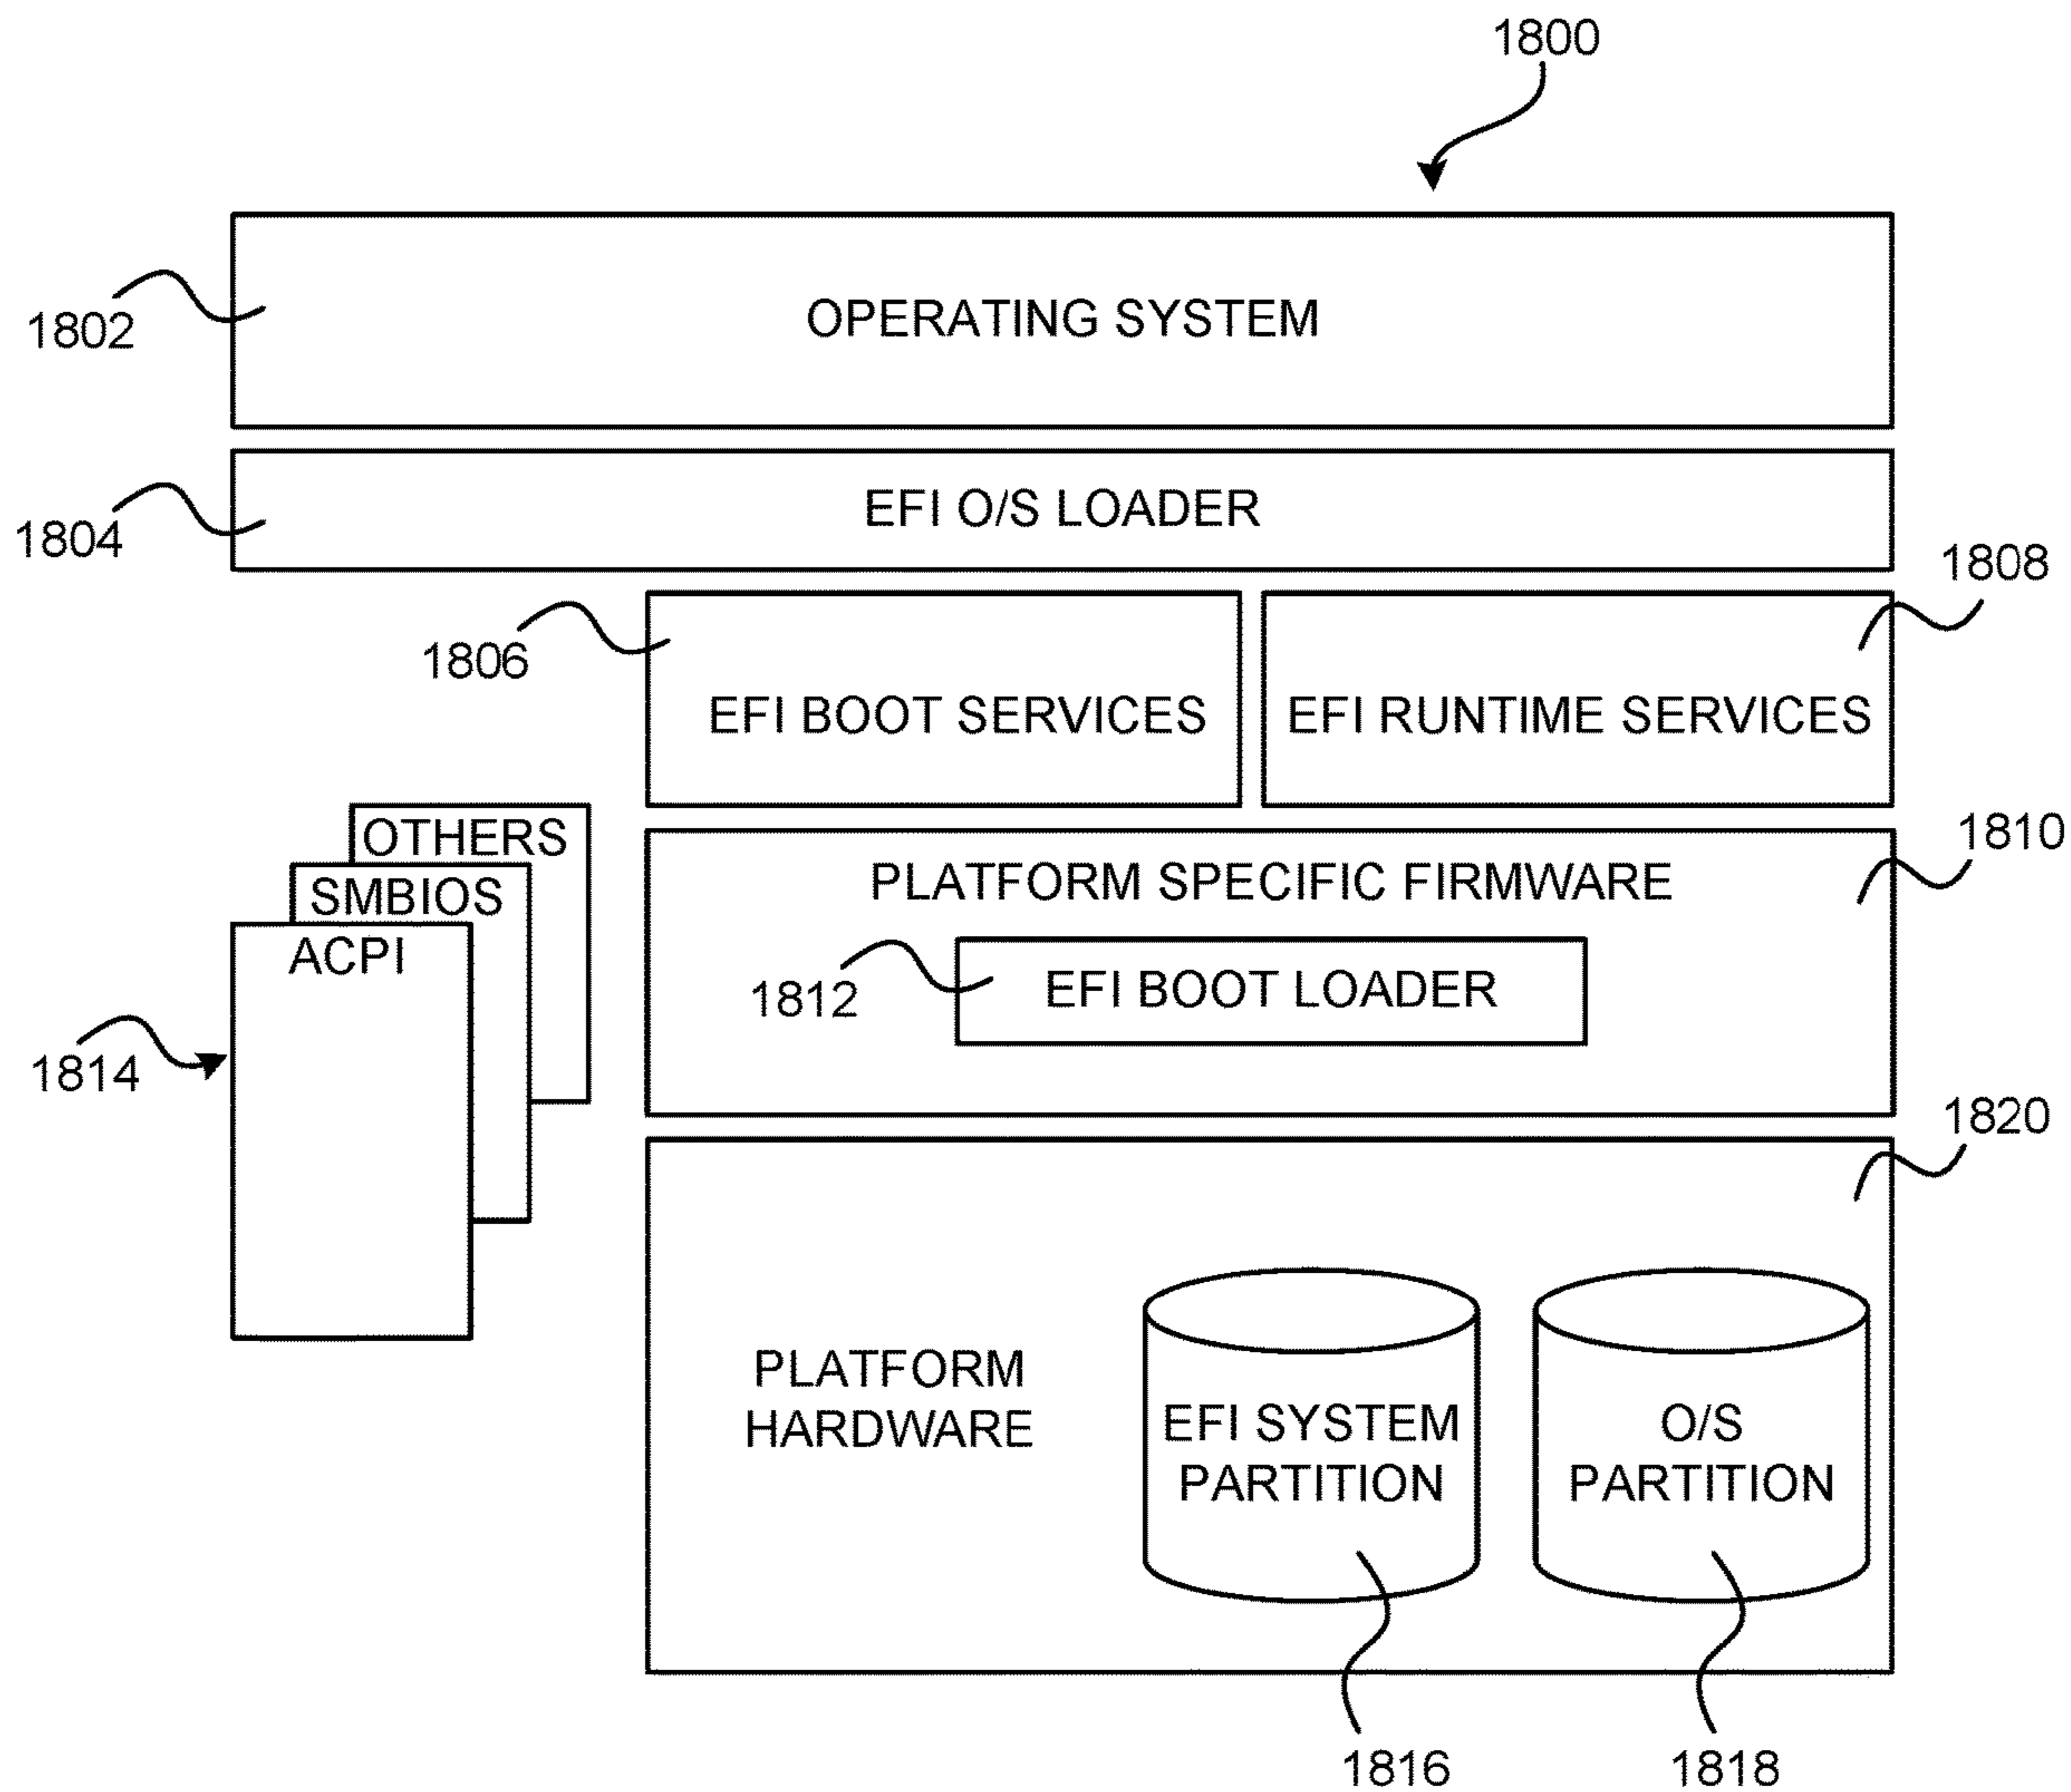 1800
OPERATING SYSTEM
1802
EFI O/S LOADER
1804
1808
1806
EFI BOOT SERVICES
EFI RUNTIME SERVICES
OTHERS
SMBIOS
ACPI
1814
1810
PLATFORM SPECIFIC FIRMWARE
1812
EFI BOOT LOADER
1820
PLATFORM
HARDWARE
EFI SYSTEM
PARTITION
O/S
PARTITION
1816
1818